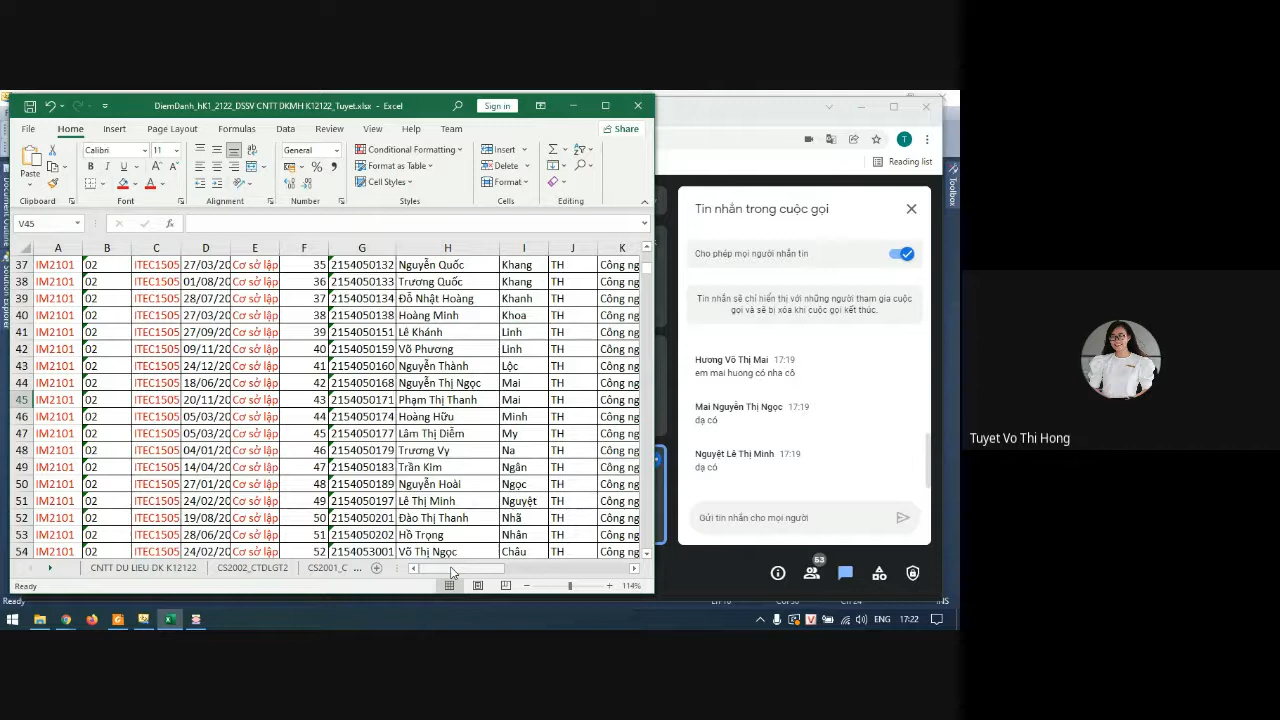 DiemDanh_hK1_2122_DSSV CNTT DKMH K12122_Tuyet.xlsx - Excel
Sign in
File Home Insert Page Layout Formulas Data Review View Help Team
Share
Paste
Calibri 11
General
Conditional Formatting
Format as Table
Cell Styles
Insert
Delete
Format
Clipboard Font Alignment Number Styles Cells Editing
V45
A B C D E F G H I J K
37 IM2101 02 ITEC1505 27/03/20 Cơ sở lập 35 2154050132 Nguyễn Quốc Khang TH Công ng
38 IM2101 02 ITEC1505 01/08/20 Cơ sở lập 36 2154050133 Trương Quốc Khang TH Công ng
39 IM2101 02 ITEC1505 28/07/20 Cơ sở lập 37 2154050134 Đỗ Nhật Hoàng Khanh TH Công ng
40 IM2101 02 ITEC1505 27/03/20 Cơ sở lập 38 2154050138 Hoàng Minh Khoa TH Công ng
41 IM2101 02 ITEC1505 27/09/20 Cơ sở lập 39 2154050151 Lê Khánh Linh TH Công ng
42 IM2101 02 ITEC1505 09/11/20 Cơ sở lập 40 2154050159 Võ Phương Linh TH Công ng
43 IM2101 02 ITEC1505 24/12/20 Cơ sở lập 41 2154050160 Nguyễn Thành Lộc TH Công ng
44 IM2101 02 ITEC1505 18/06/20 Cơ sở lập 42 2154050168 Nguyễn Thị Ngọc Mai TH Công ng
45 IM2101 02 ITEC1505 20/11/20 Cơ sở lập 43 2154050171 Phạm Thị Thanh Mai TH Công ng
46 IM2101 02 ITEC1505 05/03/20 Cơ sở lập 44 2154050174 Hoàng Hữu Minh TH Công ng
47 IM2101 02 ITEC1505 05/03/20 Cơ sở lập 45 2154050177 Lâm Thị Diễm My TH Công ng
48 IM2101 02 ITEC1505 04/01/20 Cơ sở lập 46 2154050179 Trương Vy Na TH Công ng
49 IM2101 02 ITEC1505 14/04/20 Cơ sở lập 47 2154050183 Trần Kim Ngân TH Công ng
50 IM2101 02 ITEC1505 27/01/20 Cơ sở lập 48 2154050189 Nguyễn Hoài Ngọc TH Công ng
51 IM2101 02 ITEC1505 24/02/20 Cơ sở lập 49 2154050197 Lê Thị Minh Nguyệt TH Công ng
52 IM2101 02 ITEC1505 19/08/20 Cơ sở lập 50 2154050201 Đào Thị Thanh Nhã TH Công ng
53 IM2101 02 ITEC1505 28/06/20 Cơ sở lập 51 2154050202 Hồ Trọng Nhân TH Công ng
54 IM2101 02 ITEC1505 24/02/20 Cơ sở lập 52 2154053001 Võ Thị Ngọc Châu TH Công ng
CNTT DU LIEU DK K12122 CS2002_CTDLGT2 CS2001_C ...
Ready
114%
T
Reading list
Toolbox
Document Outline
Solution Explorer
Tin nhắn trong cuộc gọi
Cho phép mọi người nhắn tin
Tin nhắn sẽ chỉ hiển thị với những người tham gia cuộc
gọi và sẽ bị xóa khi cuộc gọi kết thúc.
Hương Võ Thị Mai 17:19
em mai huong có nha cô
Mai Nguyễn Thị Ngọc 17:19
dạ có
Nguyệt Lê Thị Minh 17:19
dạ có
Gửi tin nhắn cho mọi người
53
Ready
INS
ENG 17:22
Tuyet Vo Thi Hong